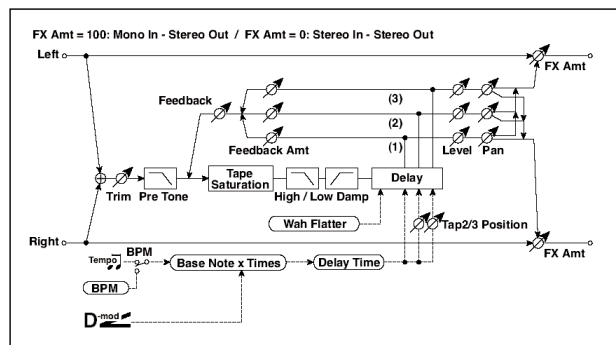 FX Amt = 100: Mono In - Stereo Out / FX Amt = 0: Stereo In - Stereo Out
Left
FX Amt
Feedback
(3)
(2)
(1)
Feedback Amt
Level
Pan
Trim
Pre Tone
Tape
Saturation
High / Low Damp
Delay
Wah Flatter
Tap2/3 Position
Right
FX Amt
Tempo
BPM
Base Note x Times
Delay Time
BPM
D-mod